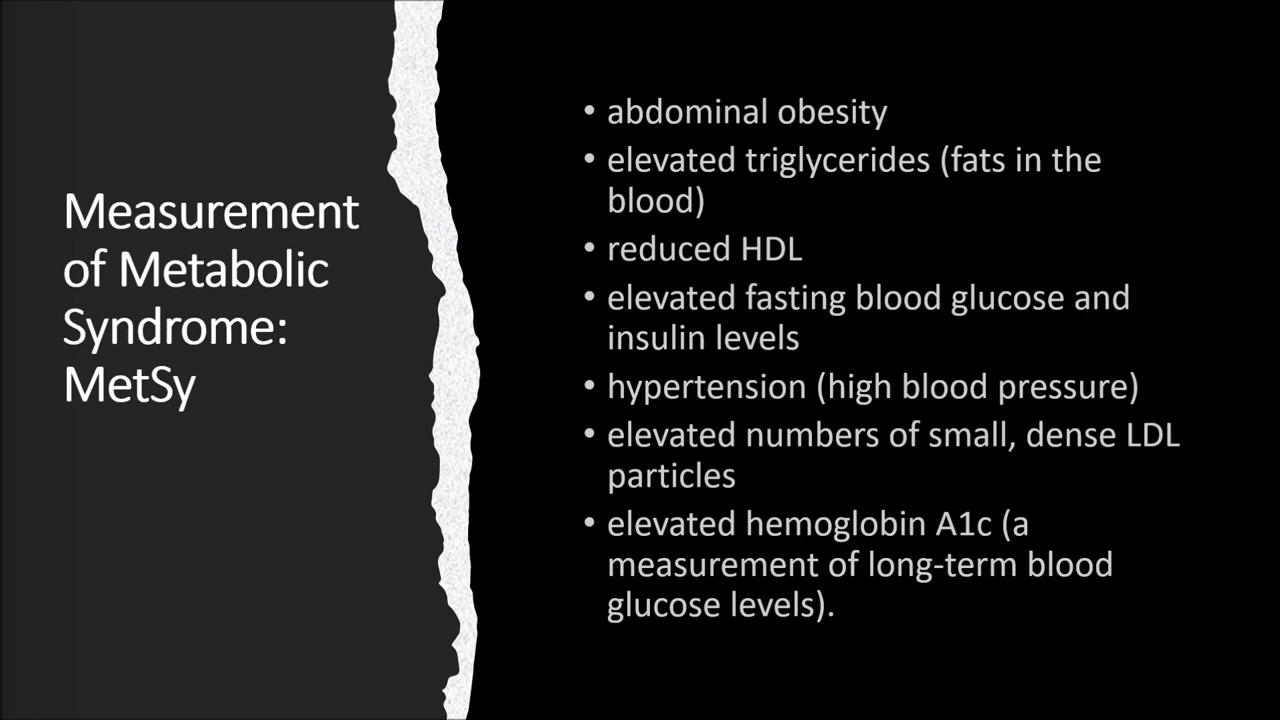 Measurement
of Metabolic
Syndrome:
MetSy
• abdominal obesity
• elevated triglycerides (fats in the
blood)
• reduced HDL
• elevated fasting blood glucose and
insulin levels
• hypertension (high blood pressure)
• elevated numbers of small, dense LDL
particles
• elevated hemoglobin A1c (a
measurement of long-term blood
glucose levels).